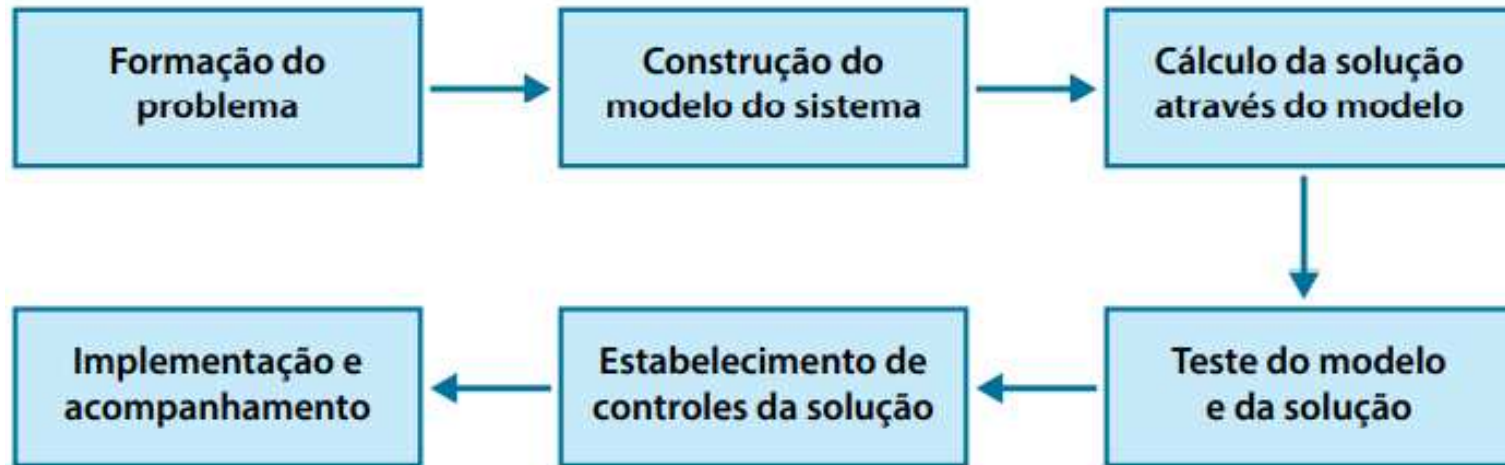 Formação do
problema
Construção do
modelo do sistema
Cálculo da solução
através do modelo
Teste do modelo
e da solução
Estabelecimento de
controles da solução
Implementação e
acompanhamento